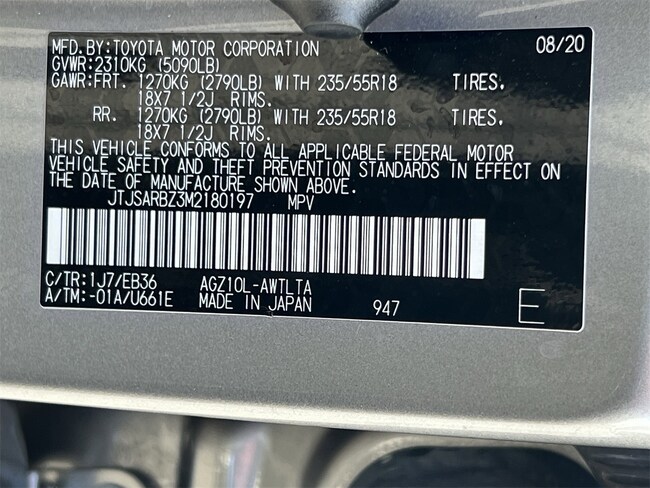 MFD.BY:TOYOTA MOTOR CORPORATION 08/20
GVWR:2310KG (5090LB)
GAWR:FRT. 1270KG (2790LB) WITH 235/55R18 TIRES.
18X7 1/2J RIMS.
RR. 1270KG (2790LB) WITH 235/55R18 TIRES.
18X7 1/2J RIMS.
THIS VEHICLE CONFORMS TO ALL APPLICABLE FEDERAL MOTOR
VEHICLE SAFETY AND THEFT PREVENTION STANDARDS IN EFFECT ON
THE DATE OF MANUFACTURE SHOWN ABOVE.
JTJSARBZ3M2180197 MPV
C/TR:1J7/EB36 AGZ10L-AWTLTA
A/TM:-01A/U661E MADE IN JAPAN 947 E